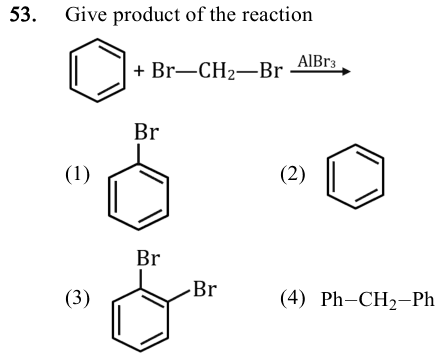 53. Give product of the reaction
+ Br—CH₂—Br AlBr₃
(1) Br
(2)
(3) Br Br
(4) Ph–CH₂–Ph